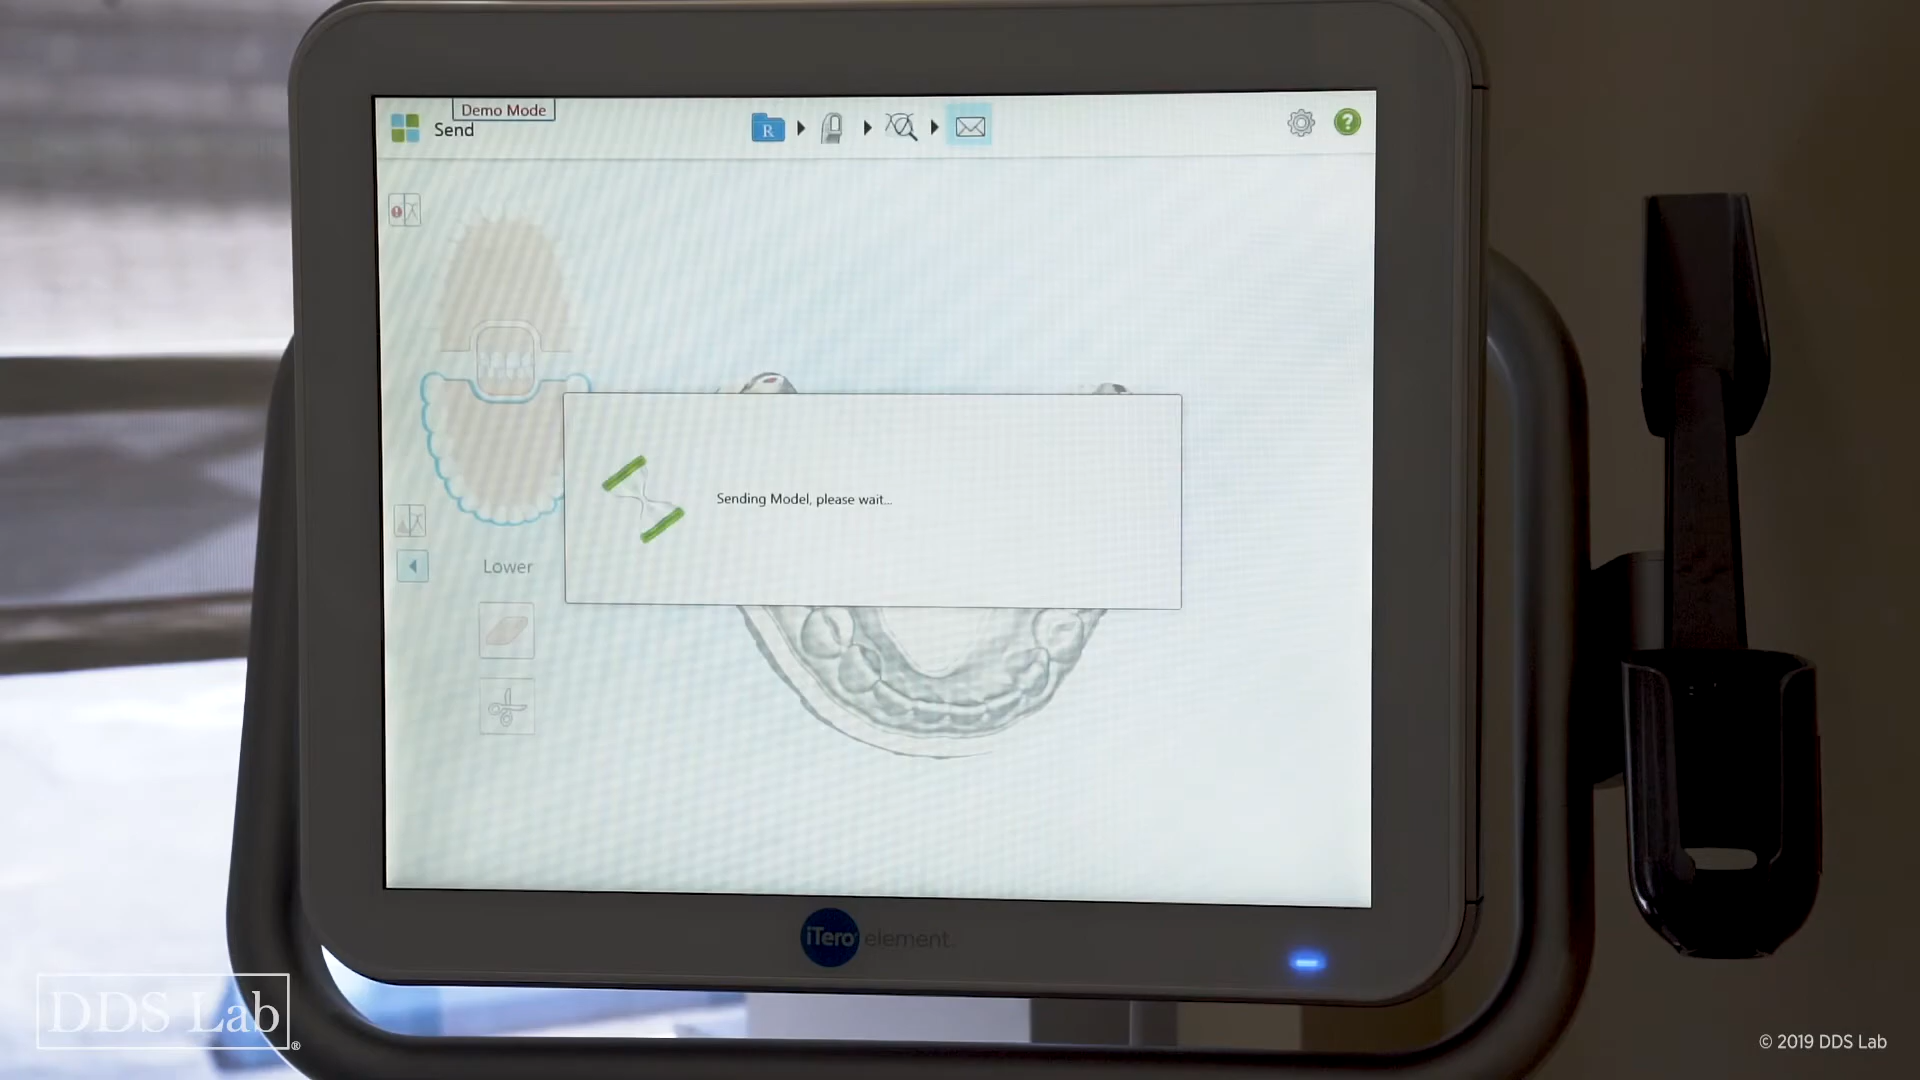 Demo Mode
Send
R
?
Sending Model, please wait...
Lower
iTero element.
DDS Lab®
© 2019 DDS Lab